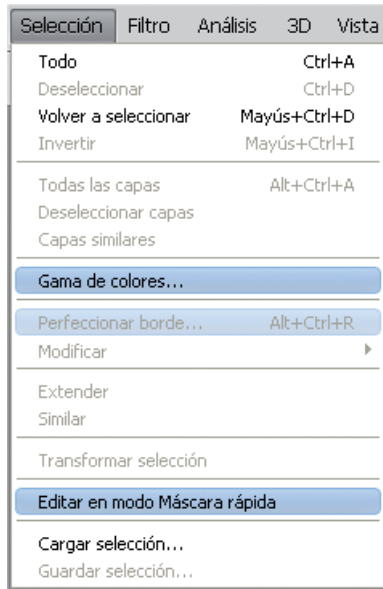 Selección Filtro Análisis 3D Vista
Todo Ctrl+A
Deseleccionar Ctrl+D
Volver a seleccionar Mayús+Ctrl+D
Invertir Mayús+Ctrl+I
Todas las capas Alt+Ctrl+A
Deseleccionar capas
Capas similares
Gama de colores...
Perfeccionar borde... Alt+Ctrl+R
Modificar
Extender
Similar
Transformar selección
Editar en modo Máscara rápida
Cargar selección...
Guardar selección...